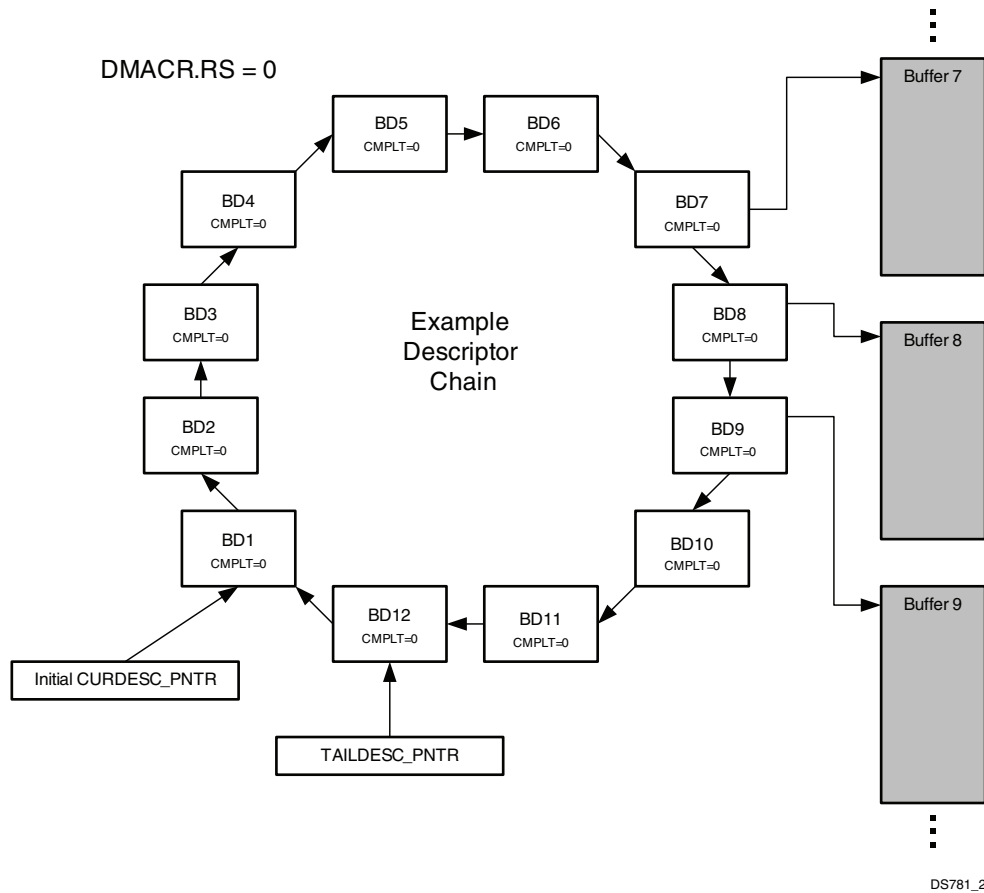 DMACR.RS = 0
Buffer 7
BD5
CMPLT=0
BD6
CMPLT=0
BD4
CMPLT=0
BD7
CMPLT=0
BD3
CMPLT=0
Example
Descriptor
Chain
BD8
CMPLT=0
Buffer 8
BD2
CMPLT=0
BD9
CMPLT=0
BD1
CMPLT=0
BD10
CMPLT=0
BD12
CMPLT=0
BD11
CMPLT=0
Buffer 9
Initial CURDESC_PNTR
TAILDESC_PNTR
DS781_2